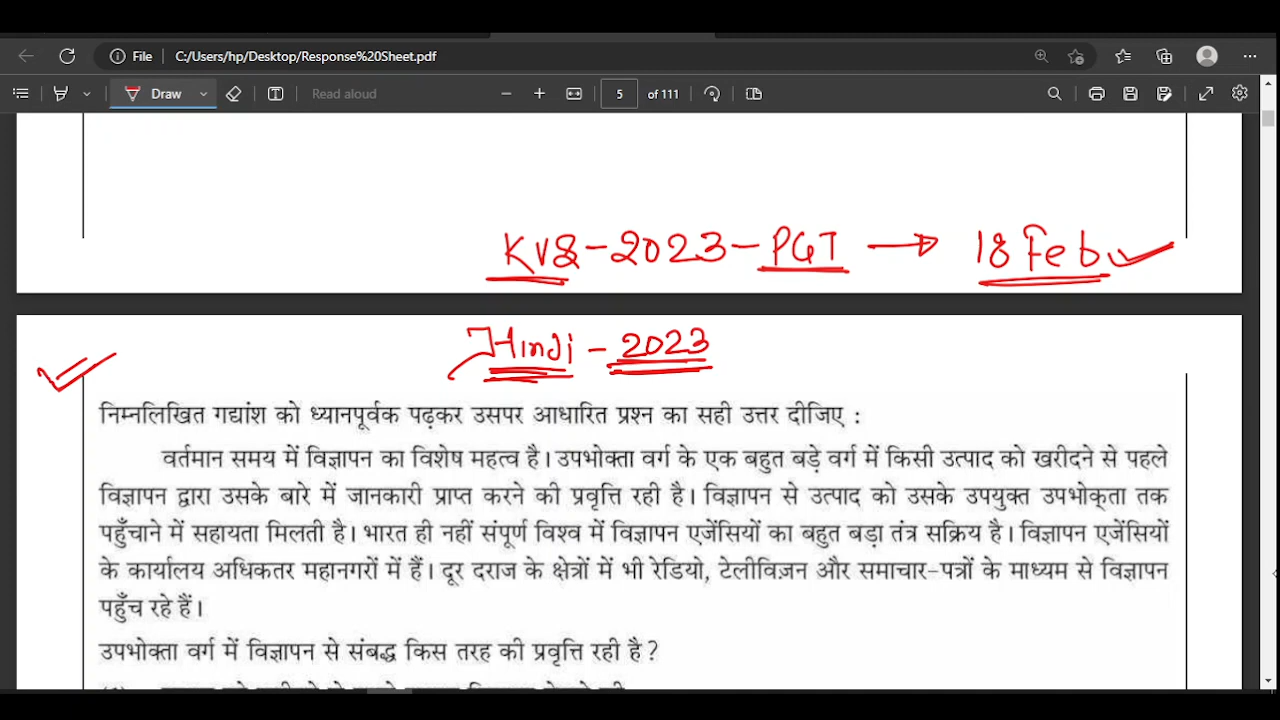 File C:/Users/hp/Desktop/Response%20Sheet.pdf
Draw Read aloud 5 of 111
KVS-2023-PGT → 18 Feb
Hindi - 2023
निम्नलिखित गद्यांश को ध्यानपूर्वक पढ़कर उसपर आधारित प्रश्न का सही उत्तर दीजिए :
वर्तमान समय में विज्ञापन का विशेष महत्व है। उपभोक्ता वर्ग के एक बहुत बड़े वर्ग में किसी उत्पाद को खरीदने से पहले
विज्ञापन द्वारा उसके बारे में जानकारी प्राप्त करने की प्रवृत्ति रही है। विज्ञापन से उत्पाद को उसके उपयुक्त उपभोक्‌ता तक
पहुँचाने में सहायता मिलती है। भारत ही नहीं संपूर्ण विश्व में विज्ञापन एजेंसियों का बहुत बड़ा तंत्र सक्रिय है। विज्ञापन एजेंसियों
के कार्यालय अधिकतर महानगरों में हैं। दूर दराज के क्षेत्रों में भी रेडियो, टेलीविज़न और समाचार-पत्रों के माध्यम से विज्ञापन
पहुँच रहे हैं।
उपभोक्ता वर्ग में विज्ञापन से संबद्ध किस तरह की प्रवृत्ति रही है ?